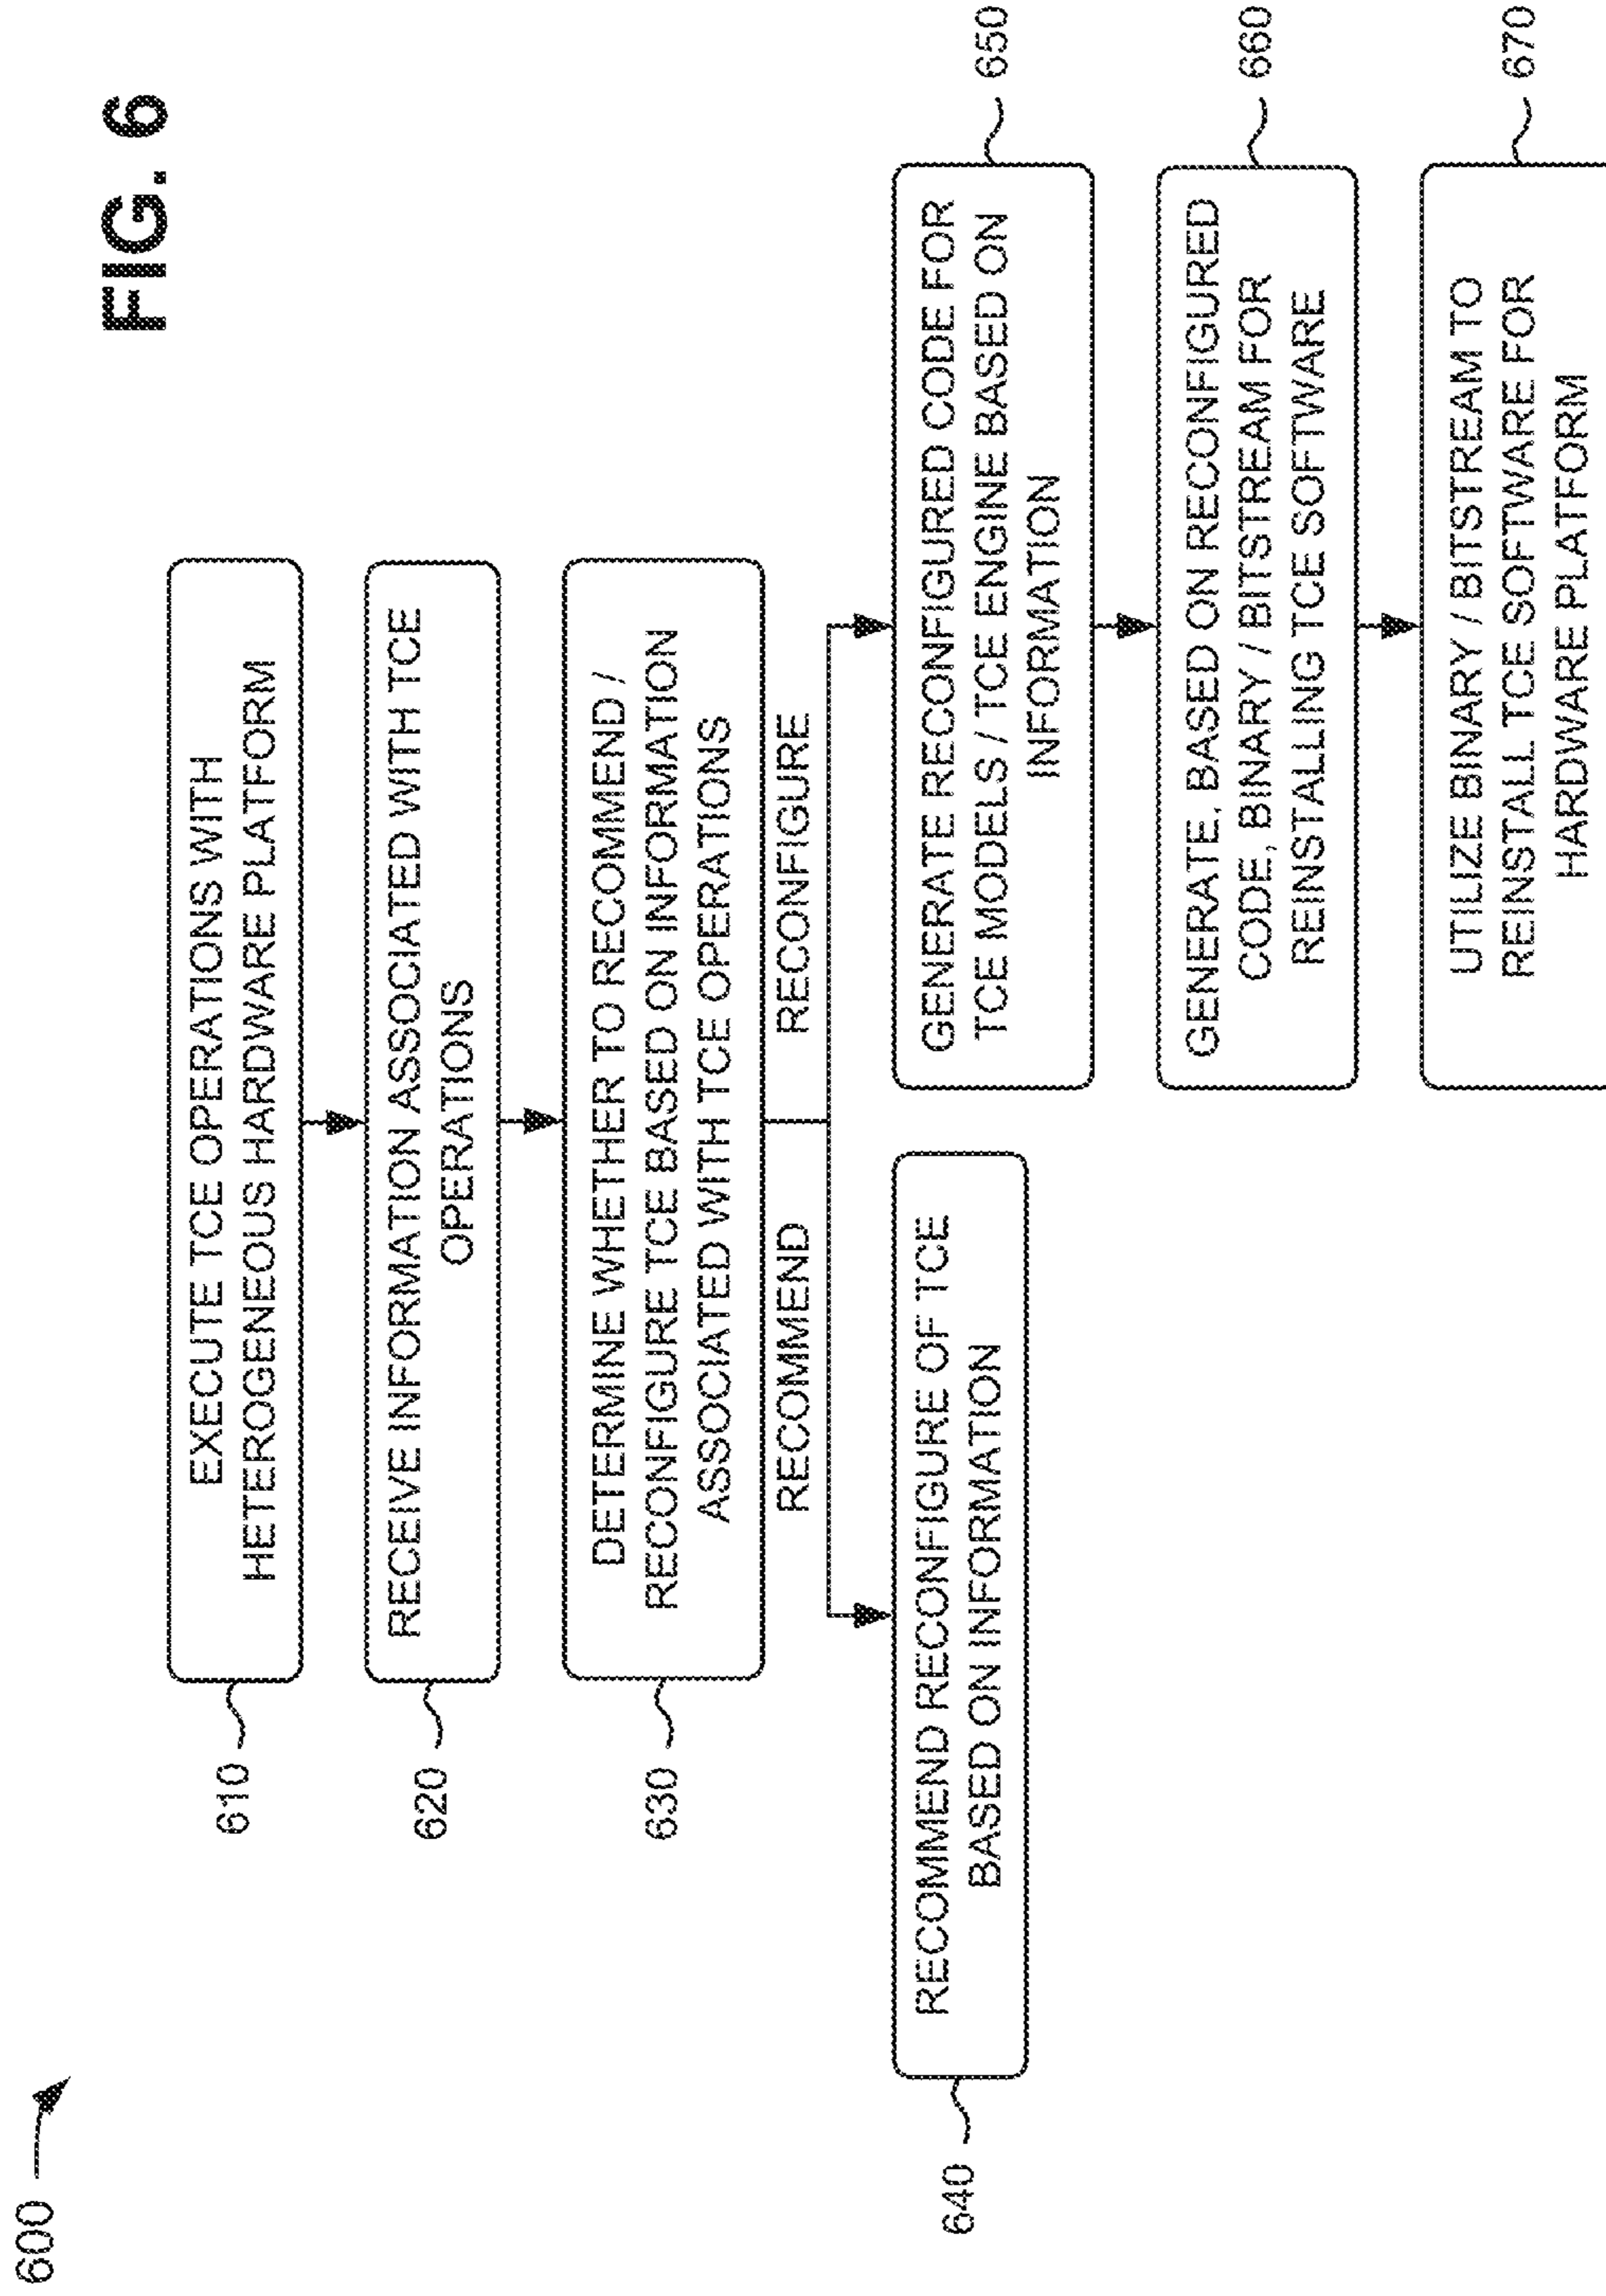 600
FIG. 6
610
EXECUTE TCE OPERATIONS WITH
HETEROGENEOUS HARDWARE PLATFORM
620
RECEIVE INFORMATION ASSOCIATED WITH TCE
OPERATIONS
630
DETERMINE WHETHER TO RECOMMEND /
RECONFIGURE TCE BASED ON INFORMATION
ASSOCIATED WITH TCE OPERATIONS
RECOMMEND
RECONFIGURE
640
RECOMMEND RECONFIGURE OF TCE
BASED ON INFORMATION
650
GENERATE RECONFIGURED CODE FOR
TCE MODELS / TCE ENGINE BASED ON
INFORMATION
660
GENERATE, BASED ON RECONFIGURED
CODE, BINARY / BITSTREAM FOR
REINSTALLING TCE SOFTWARE
670
UTILIZE BINARY / BITSTREAM TO
REINSTALL TCE SOFTWARE FOR
HARDWARE PLATFORM